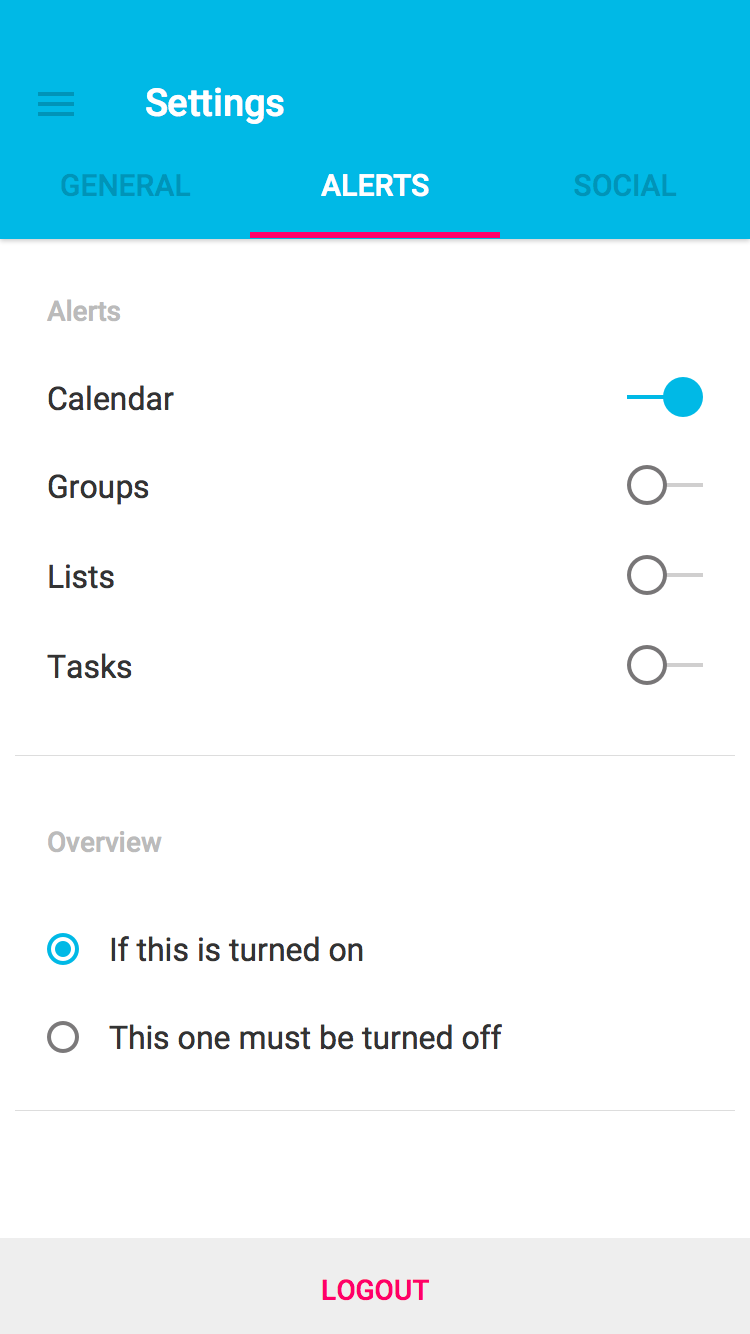 Settings
GENERAL ALERTS SOCIAL
Alerts
Calendar
Groups
Lists
Tasks
Overview
If this is turned on
This one must be turned off
LOGOUT